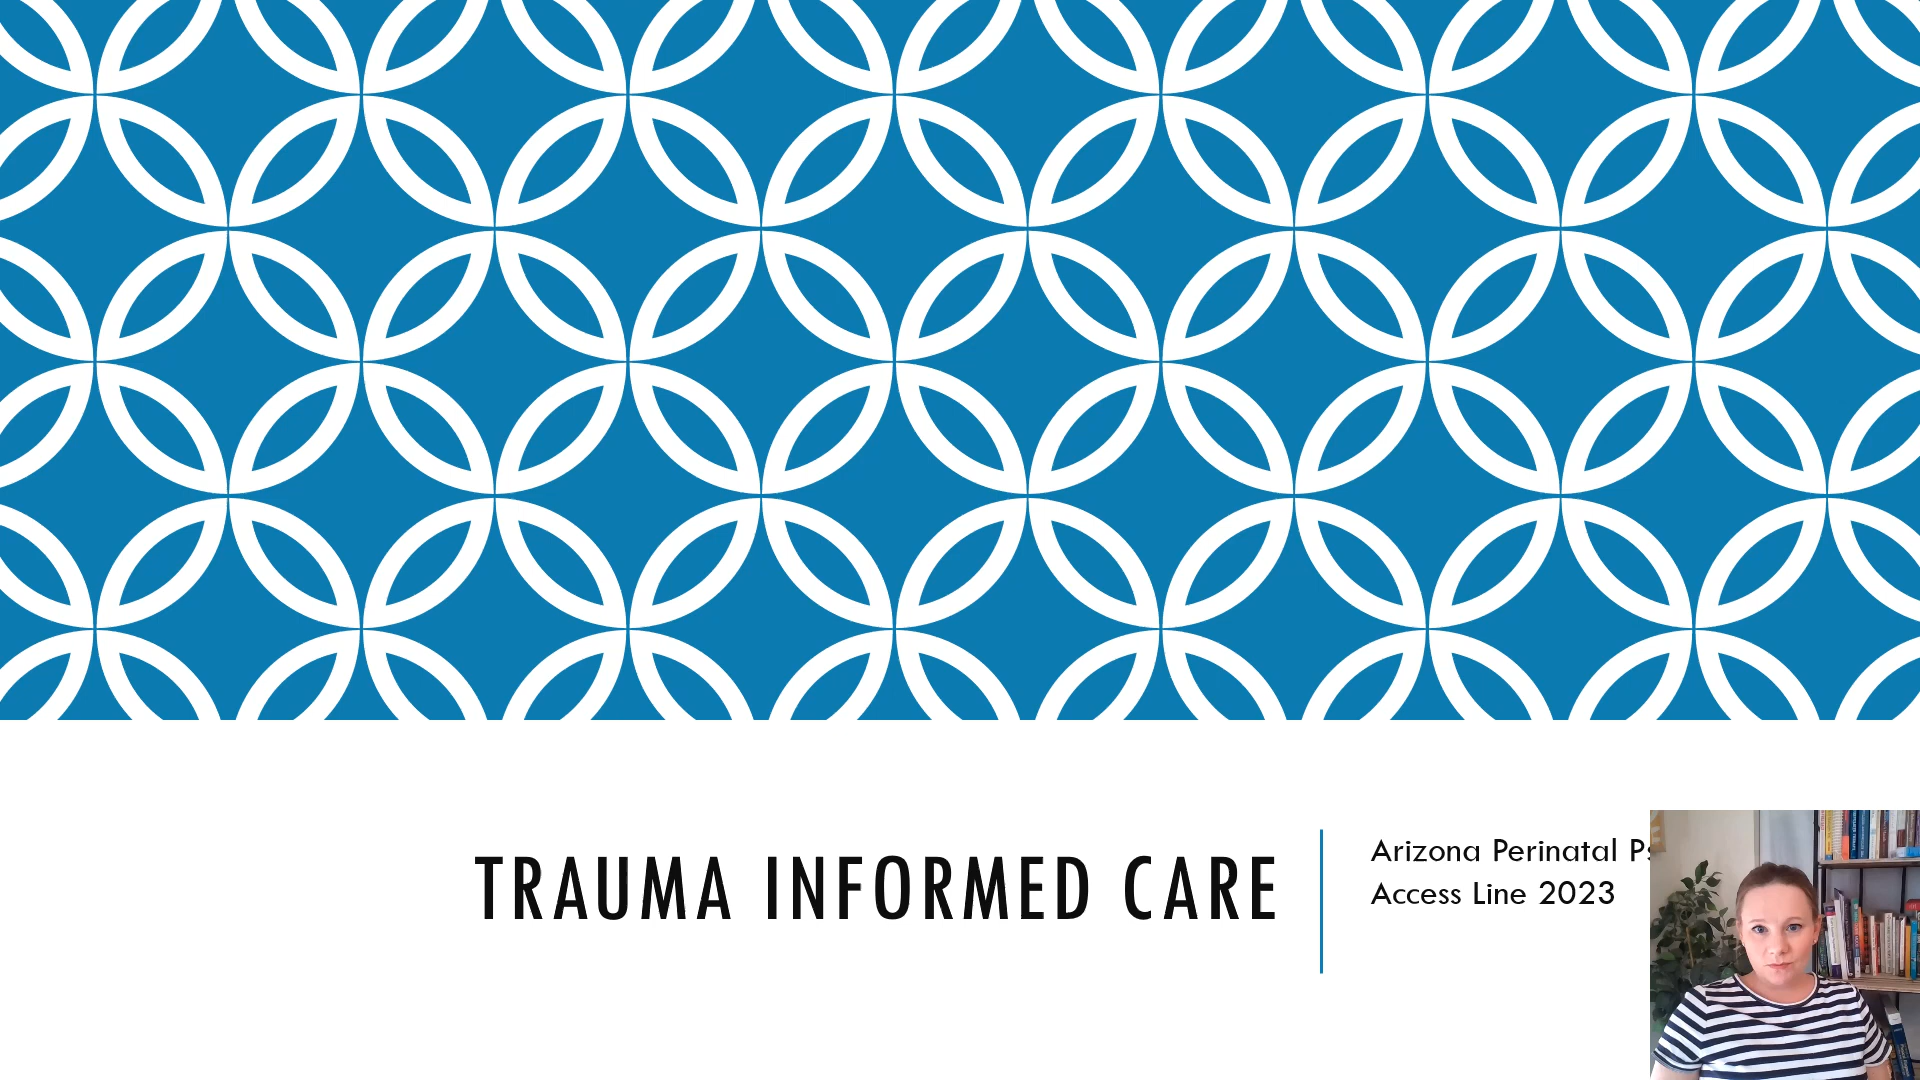 TRAUMA INFORMED CARE
Arizona Perinatal
Access Line 2023